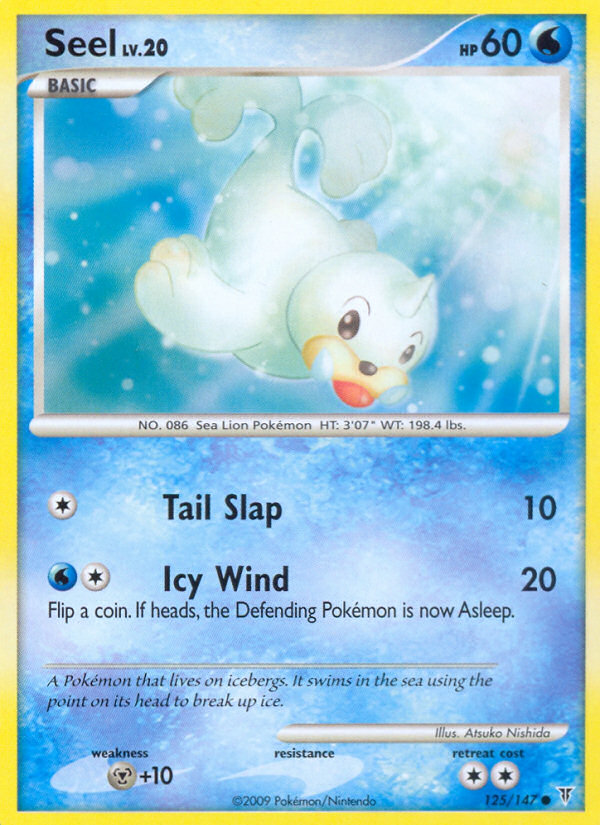 Seel LV.20
HP 60
BASIC
NO. 086 Sea Lion Pokémon HT: 3'07" WT: 198.4 lbs.
Tail Slap 10
Icy Wind 20
Flip a coin. If heads, the Defending Pokémon is now Asleep.
A Pokémon that lives on icebergs. It swims in the sea using the
point on its head to break up ice.
Illus. Atsuko Nishida
weakness resistance retreat cost
+10
©2009 Pokémon/Nintendo 125/147